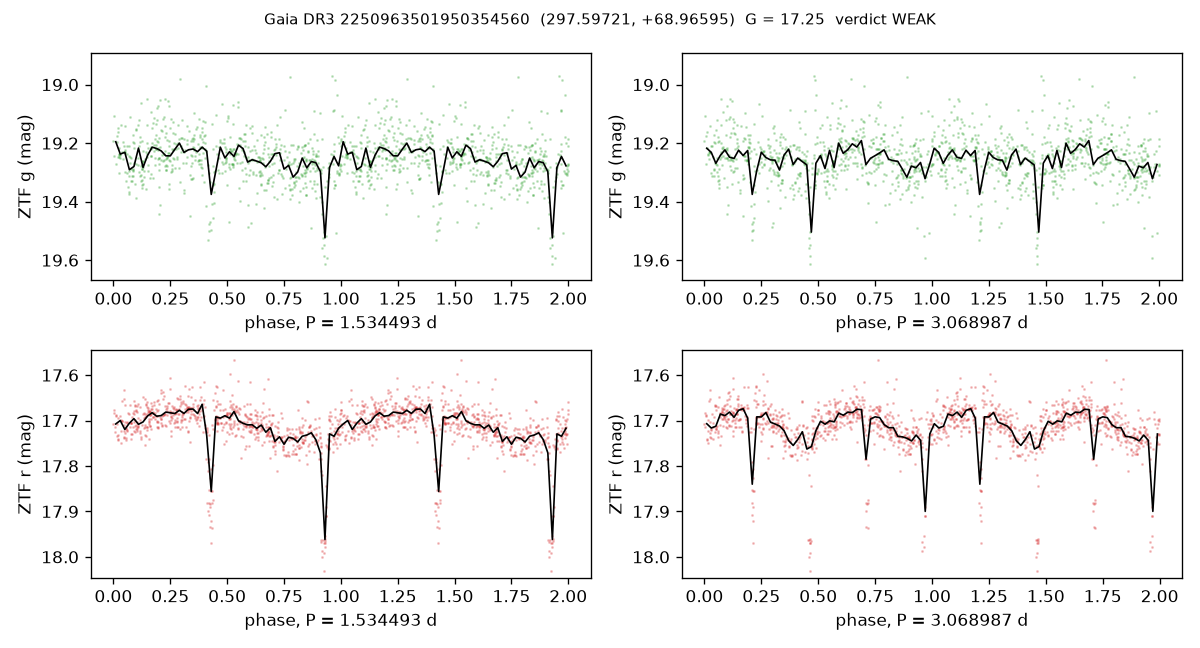 Gaia DR3 2250963501950354560  (297.59721, +68.96595)  G = 17.25  verdict WEAK
ZTF g (mag)
19.0
19.2
19.4
19.6
0.00 0.25 0.50 0.75 1.00 1.25 1.50 1.75 2.00
phase, P = 1.534493 d
ZTF g (mag)
19.0
19.2
19.4
19.6
0.00 0.25 0.50 0.75 1.00 1.25 1.50 1.75 2.00
phase, P = 3.068987 d
ZTF r (mag)
17.6
17.7
17.8
17.9
18.0
0.00 0.25 0.50 0.75 1.00 1.25 1.50 1.75 2.00
phase, P = 1.534493 d
ZTF r (mag)
17.6
17.7
17.8
17.9
18.0
0.00 0.25 0.50 0.75 1.00 1.25 1.50 1.75 2.00
phase, P = 3.068987 d